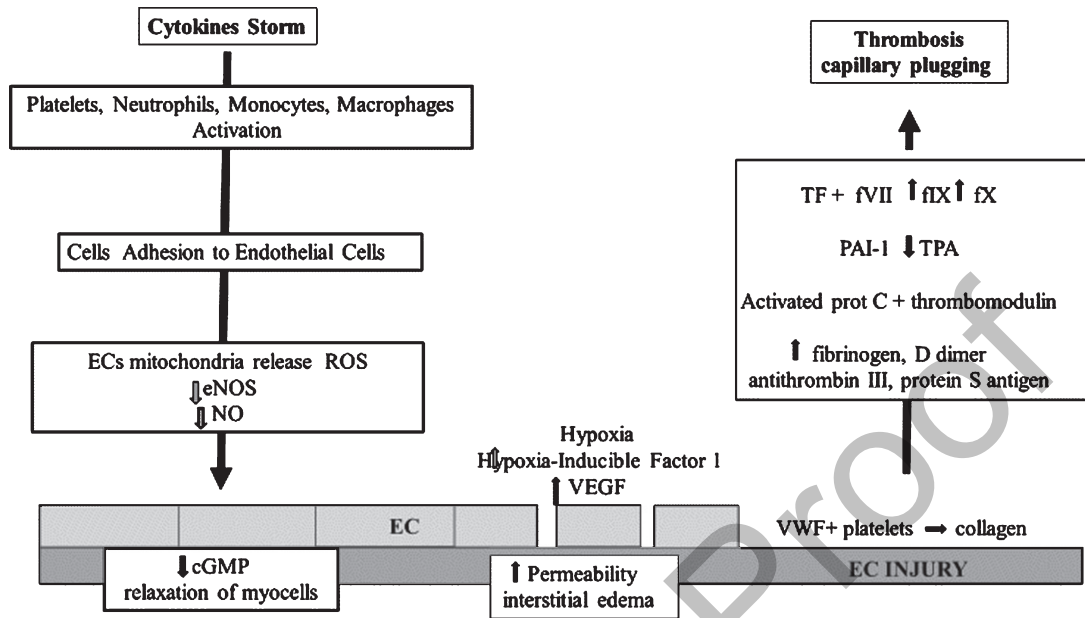 Cytokines Storm
Platelets, Neutrophils, Monocytes, Macrophages
Activation
Cells Adhesion to Endothelial Cells
ECs mitochondria release ROS
⇩eNOS
⇩NO
EC
⬇cGMP
relaxation of myocells
Hypoxia
Hypoxia-Inducible Factor 1
⬆ VEGF
⬆ Permeability
interstitial edema
VWF+ platelets ➡ collagen
EC INJURY
TF + fVII ⬆fIX⬆ fX
PAI-1 ⬇TPA
Activated prot C + thrombomodulin
⬆ fibrinogen, D dimer
antithrombin III, protein S antigen
Thrombosis
capillary plugging
Proof